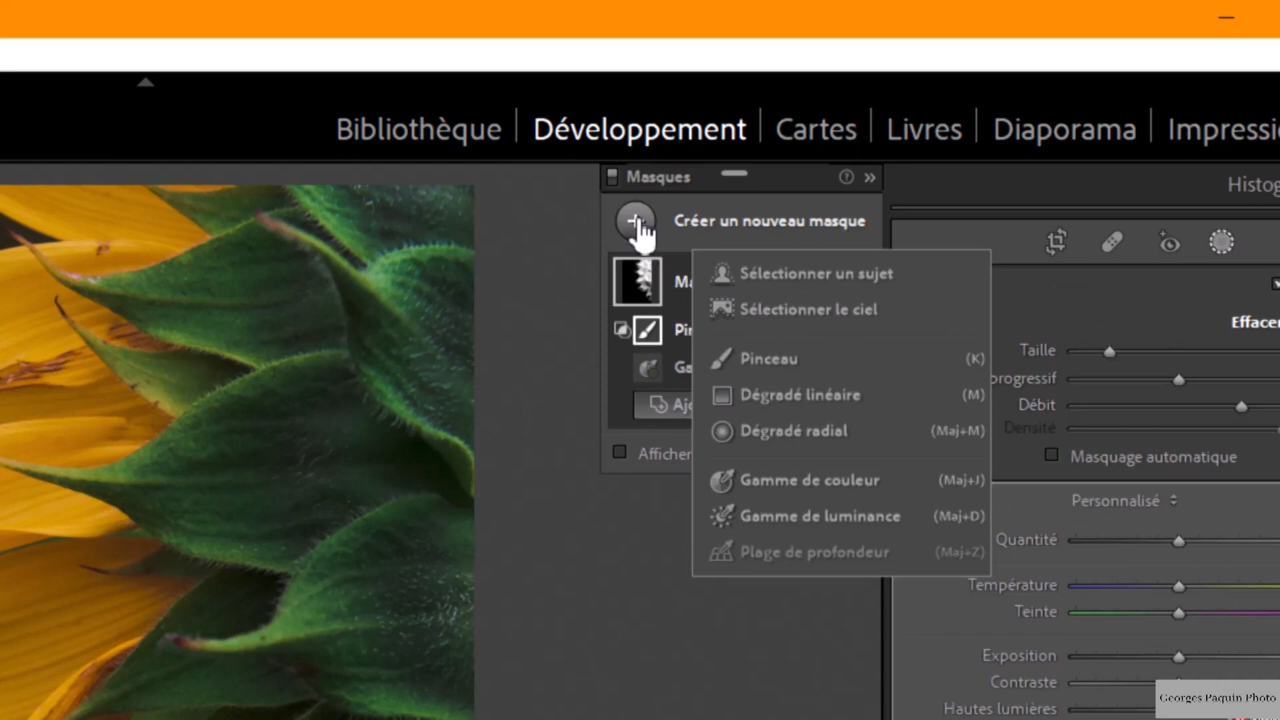 Bibliothèque | Développement | Cartes | Livres | Diaporama |
Masques
Créer un nouveau masque
Sélectionner un sujet
Sélectionner le ciel
Pinceau (K)
Dégradé linéaire (M)
Dégradé radial (Maj+M)
Gamme de couleur (Maj+J)
Gamme de luminance (Maj+D)
Plage de profondeur (Maj+Z)
Afficher
Taille
progressif
Débit
Densité
Masquage automatique
Personnalisé
Quantité
Température
Teinte
Exposition
Contraste
Hautes lumières
Georges Paquin Photo